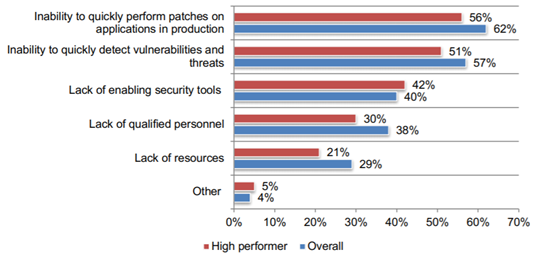 Inability to quickly perform patches on
applications in production
56%
62%
Inability to quickly detect vulnerabilities and
threats
51%
57%
Lack of enabling security tools
42%
40%
Lack of qualified personnel
30%
38%
Lack of resources
21%
29%
Other
5%
4%
0% 10% 20% 30% 40% 50% 60% 70%
High performer Overall